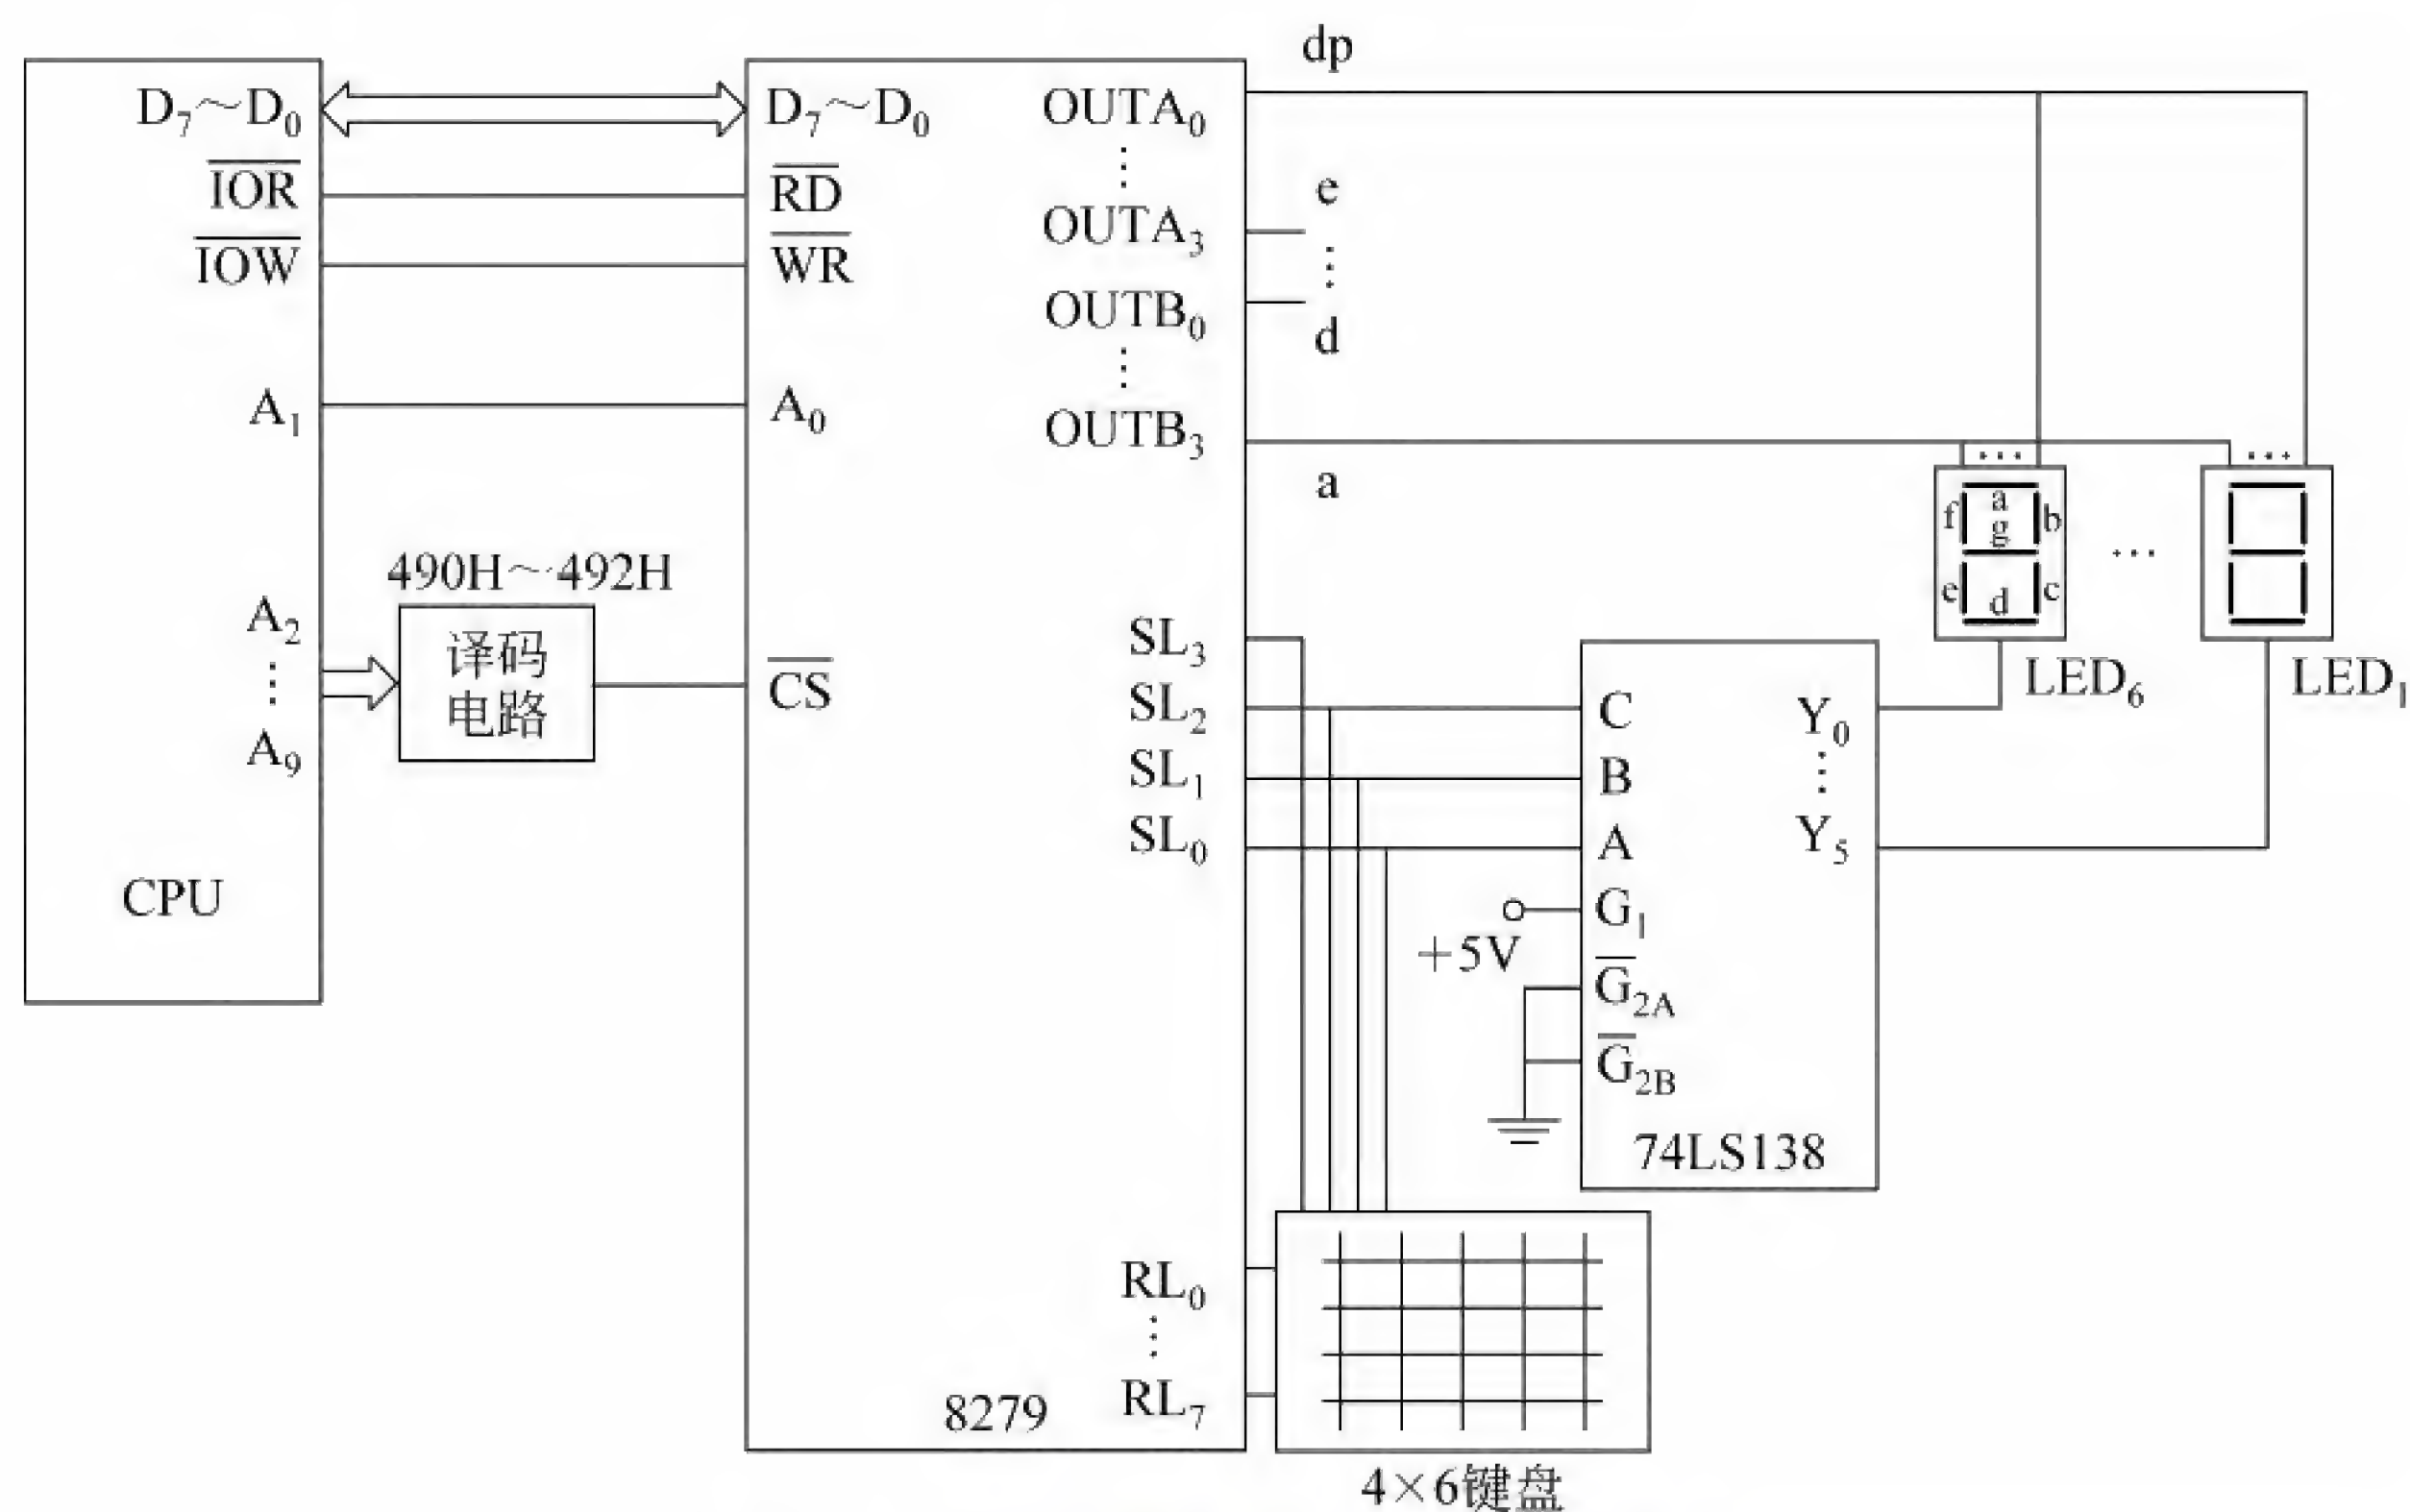 D₇～D₀
IOR
IOW
A₁
A₂
⋮
A₉
CPU
490H～492H
译码
电路
D₇～D₀
RD
WR
A₀
CS
8279
OUTA₀
⋮
OUTA₃
OUTB₀
⋮
OUTB₃
SL₃
SL₂
SL₁
SL₀
RL₀
⋮
RL₇
dp
e
⋮
d
a
C
B
A
G₁
+5V
G₂A
G₂B
74LS138
Y₀
⋮
Y₅
…
…
a
f
b
g
e
d
c
…
LED₆
LED₁
4×6键盘